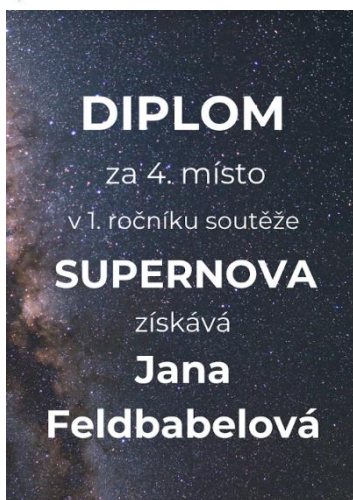 DIPLOM
za 4. místo
v 1. ročníku soutěže
SUPERNOVA
získává
Jana
Feldbabelová